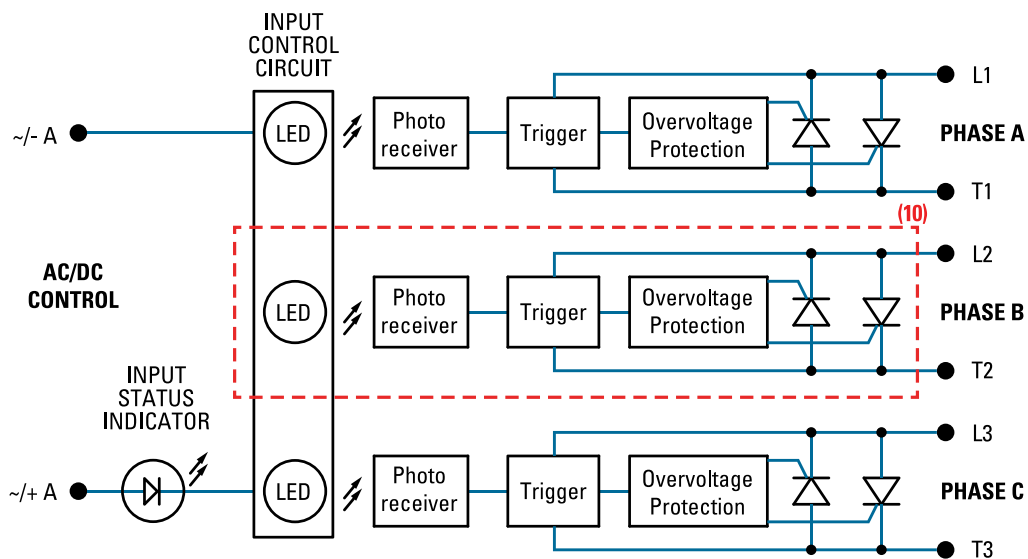 INPUT
CONTROL
CIRCUIT
L1
~/- A
LED
Photo
receiver
Trigger
Overvoltage
Protection
PHASE A
T1
(10)
L2
AC/DC
CONTROL
LED
Photo
receiver
Trigger
Overvoltage
Protection
PHASE B
T2
INPUT
STATUS
INDICATOR
L3
~/+ A
LED
Photo
receiver
Trigger
Overvoltage
Protection
PHASE C
T3